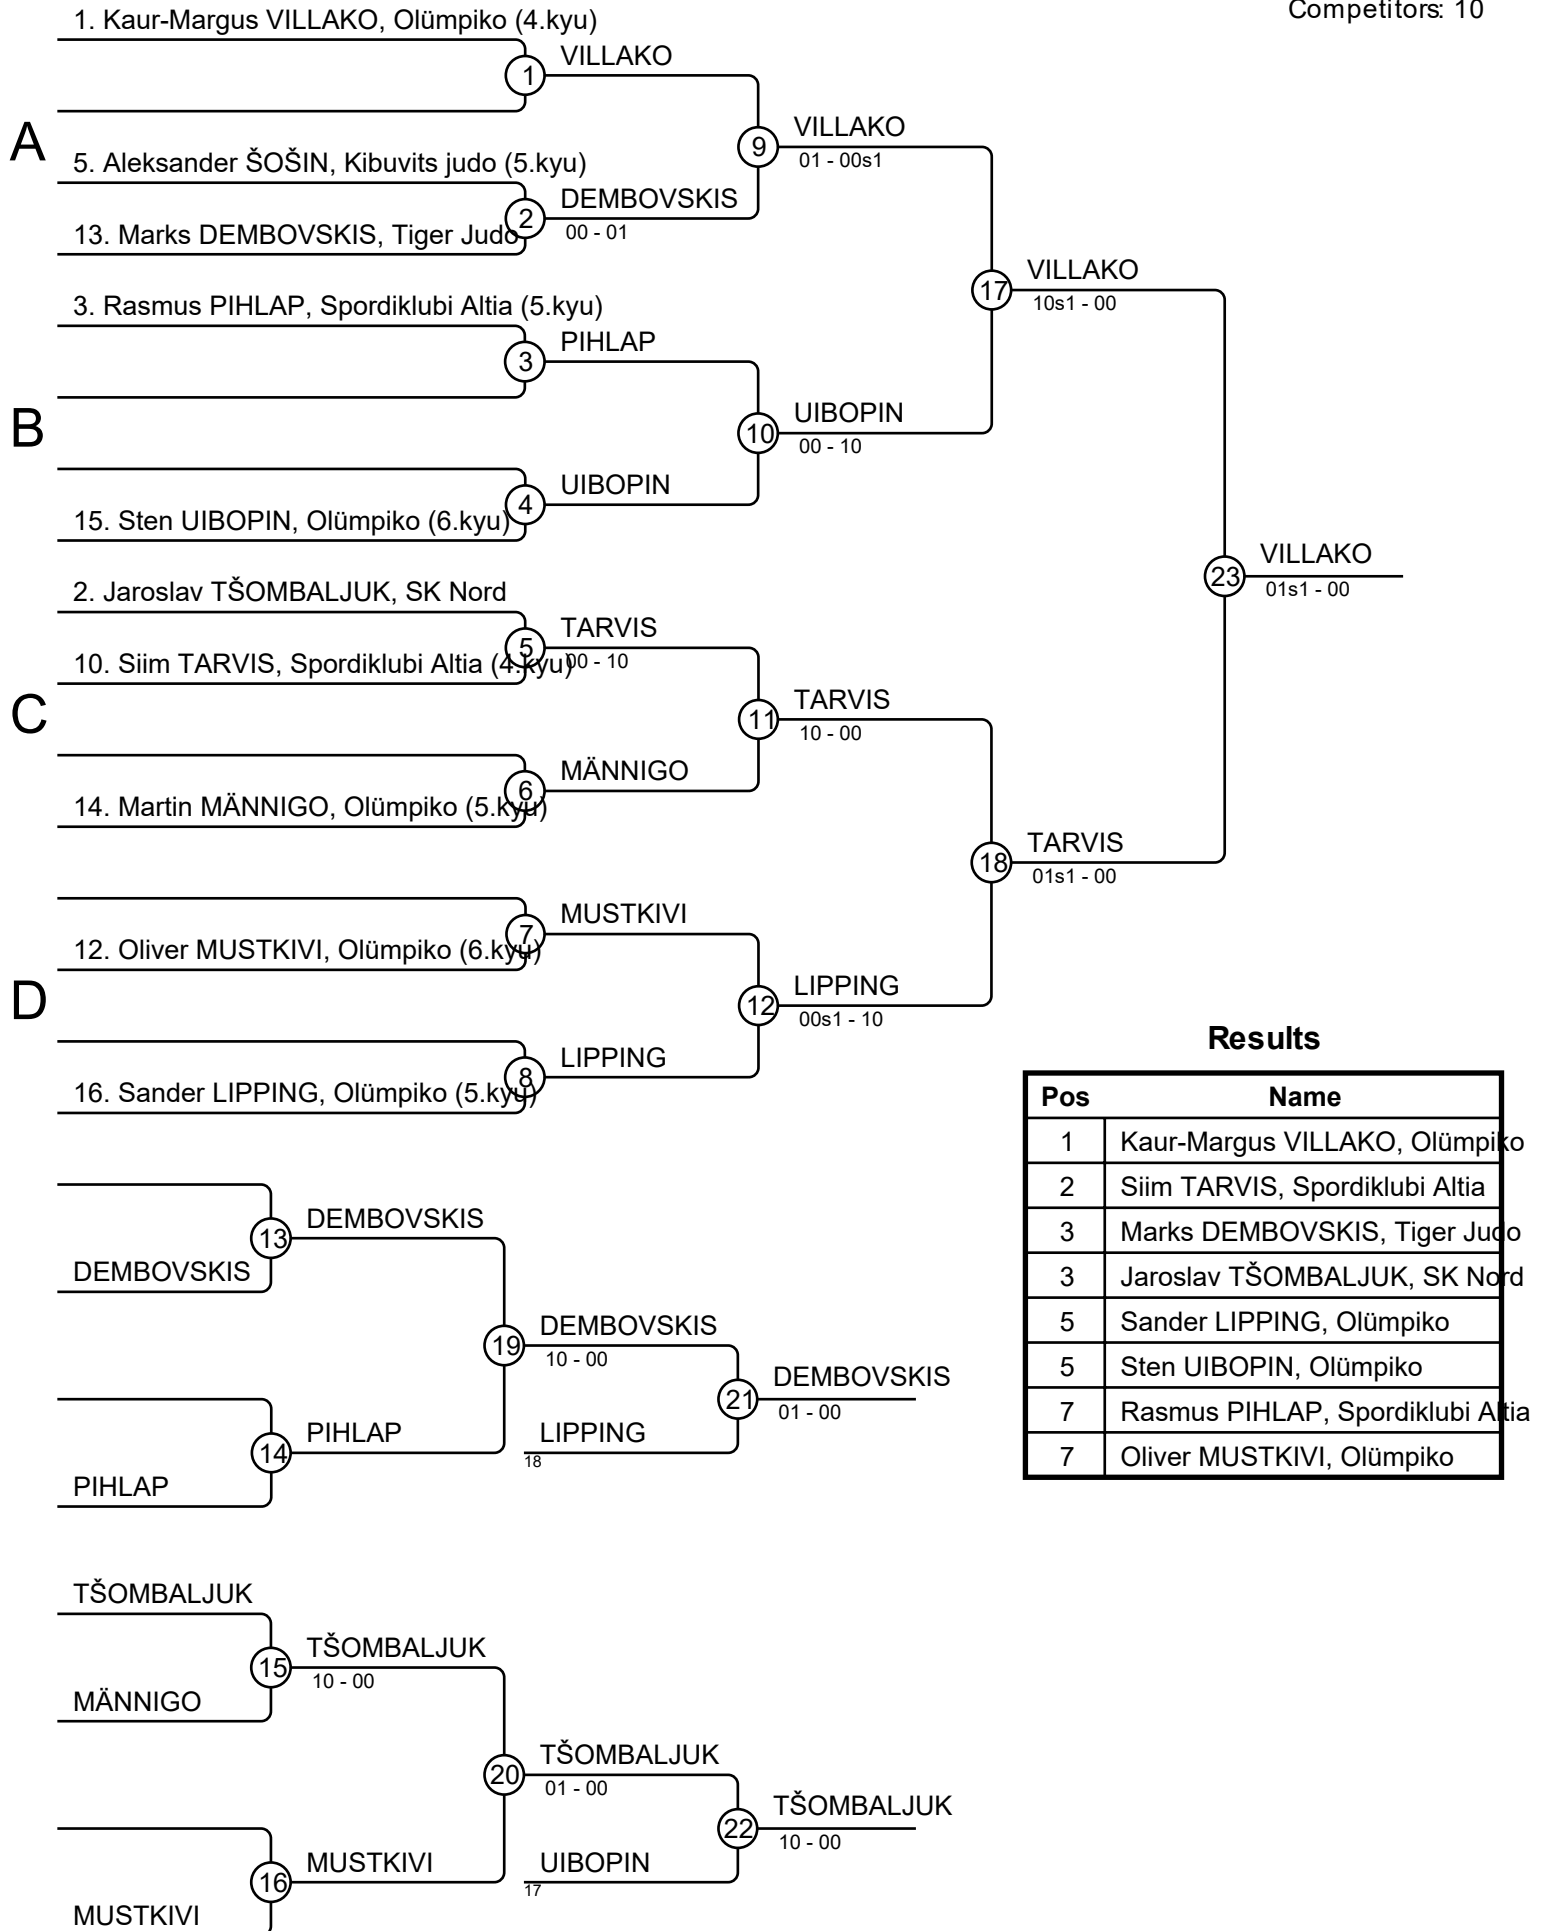 Competitors: 10
1. Kaur-Margus VILLAKO, Olümpiko (4.kyu)
1
VILLAKO
A
5. Aleksander ŠOŠIN, Kibuvits judo (5.kyu)
13. Marks DEMBOVSKIS, Tiger Judo
2
DEMBOVSKIS
00 - 01
9
VILLAKO
01 - 00s1
3. Rasmus PIHLAP, Spordiklubi Altia (5.kyu)
3
PIHLAP
B
15. Sten UIBOPIN, Olümpiko (6.kyu)
4
UIBOPIN
10
UIBOPIN
00 - 10
17
VILLAKO
10s1 - 00
2. Jaroslav TŠOMBALJUK, SK Nord
10. Siim TARVIS, Spordiklubi Altia (4.kyu)
5
TARVIS
00 - 10
C
14. Martin MÄNNIGO, Olümpiko (5.kyu)
6
MÄNNIGO
11
TARVIS
10 - 00
12. Oliver MUSTKIVI, Olümpiko (6.kyu)
7
MUSTKIVI
D
16. Sander LIPPING, Olümpiko (5.kyu)
8
LIPPING
12
LIPPING
00s1 - 10
18
TARVIS
01s1 - 00
23
VILLAKO
01s1 - 00
Results
Pos Name
1 Kaur-Margus VILLAKO, Olümpiko
2 Siim TARVIS, Spordiklubi Altia
3 Marks DEMBOVSKIS, Tiger Judo
3 Jaroslav TŠOMBALJUK, SK Nord
5 Sander LIPPING, Olümpiko
5 Sten UIBOPIN, Olümpiko
7 Rasmus PIHLAP, Spordiklubi Altia
7 Oliver MUSTKIVI, Olümpiko
DEMBOVSKIS
13
DEMBOVSKIS
PIHLAP
14
PIHLAP
19
DEMBOVSKIS
10 - 00
LIPPING
18
21
DEMBOVSKIS
01 - 00
TŠOMBALJUK
MÄNNIGO
15
TŠOMBALJUK
10 - 00
MUSTKIVI
16
MUSTKIVI
20
TŠOMBALJUK
01 - 00
UIBOPIN
17
22
TŠOMBALJUK
10 - 00